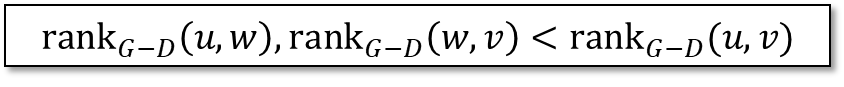 rank_{G−D}(u, w), rank_{G−D}(w, v) < rank_{G−D}(u, v)